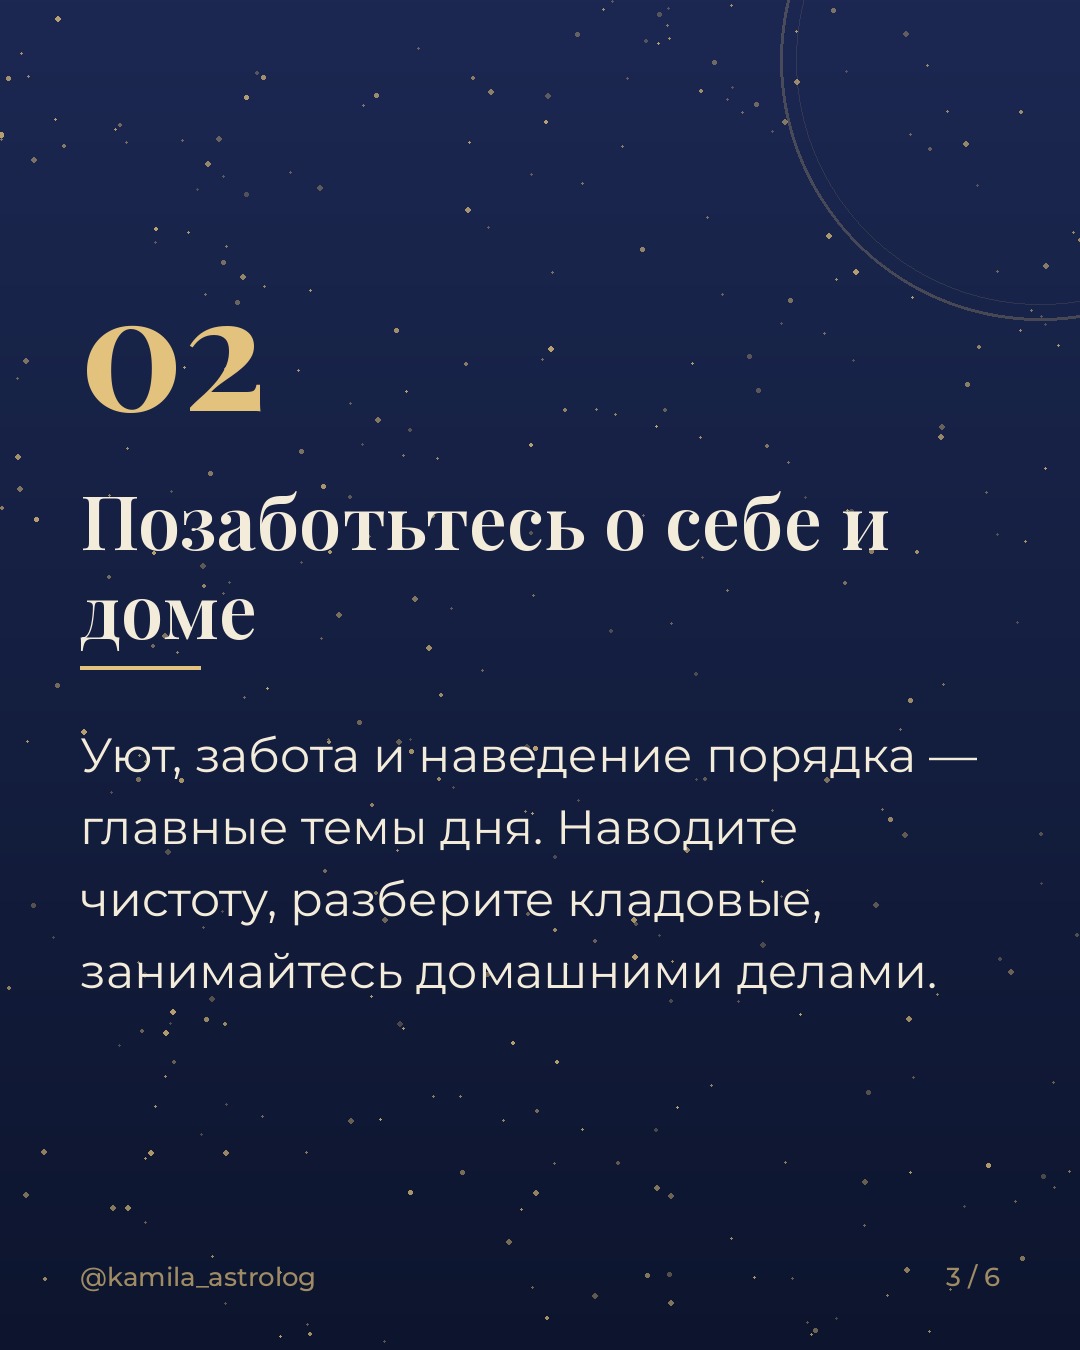 02
Позаботьтесь о себе и
доме
Уют, забота и наведение порядка —
главные темы дня. Наводите
чистоту, разберите кладовые,
занимайтесь домашними делами.
@kamila_astrolog
3 / 6